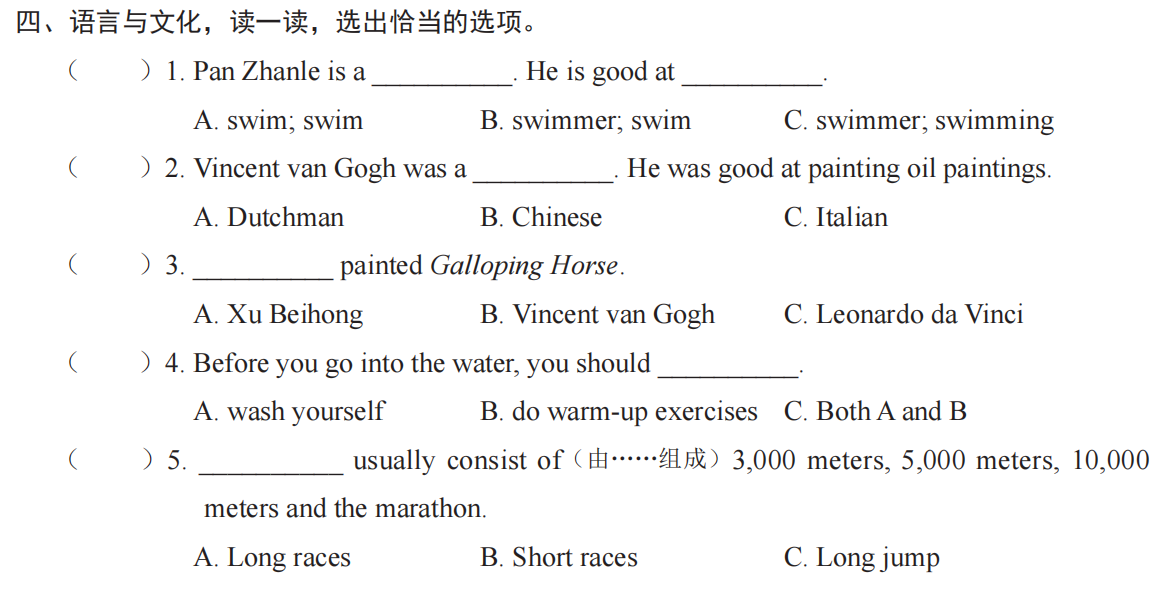 四、语言与文化，读一读，选出恰当的选项。
（　　）1. Pan Zhanle is a __________. He is good at __________.
A. swim; swim B. swimmer; swim C. swimmer; swimming
（　　）2. Vincent van Gogh was a __________. He was good at painting oil paintings.
A. Dutchman B. Chinese C. Italian
（　　）3. __________ painted Galloping Horse.
A. Xu Beihong B. Vincent van Gogh C. Leonardo da Vinci
（　　）4. Before you go into the water, you should __________.
A. wash yourself B. do warm-up exercises C. Both A and B
（　　）5. __________ usually consist of（由……组成）3,000 meters, 5,000 meters, 10,000
meters and the marathon.
A. Long races B. Short races C. Long jump